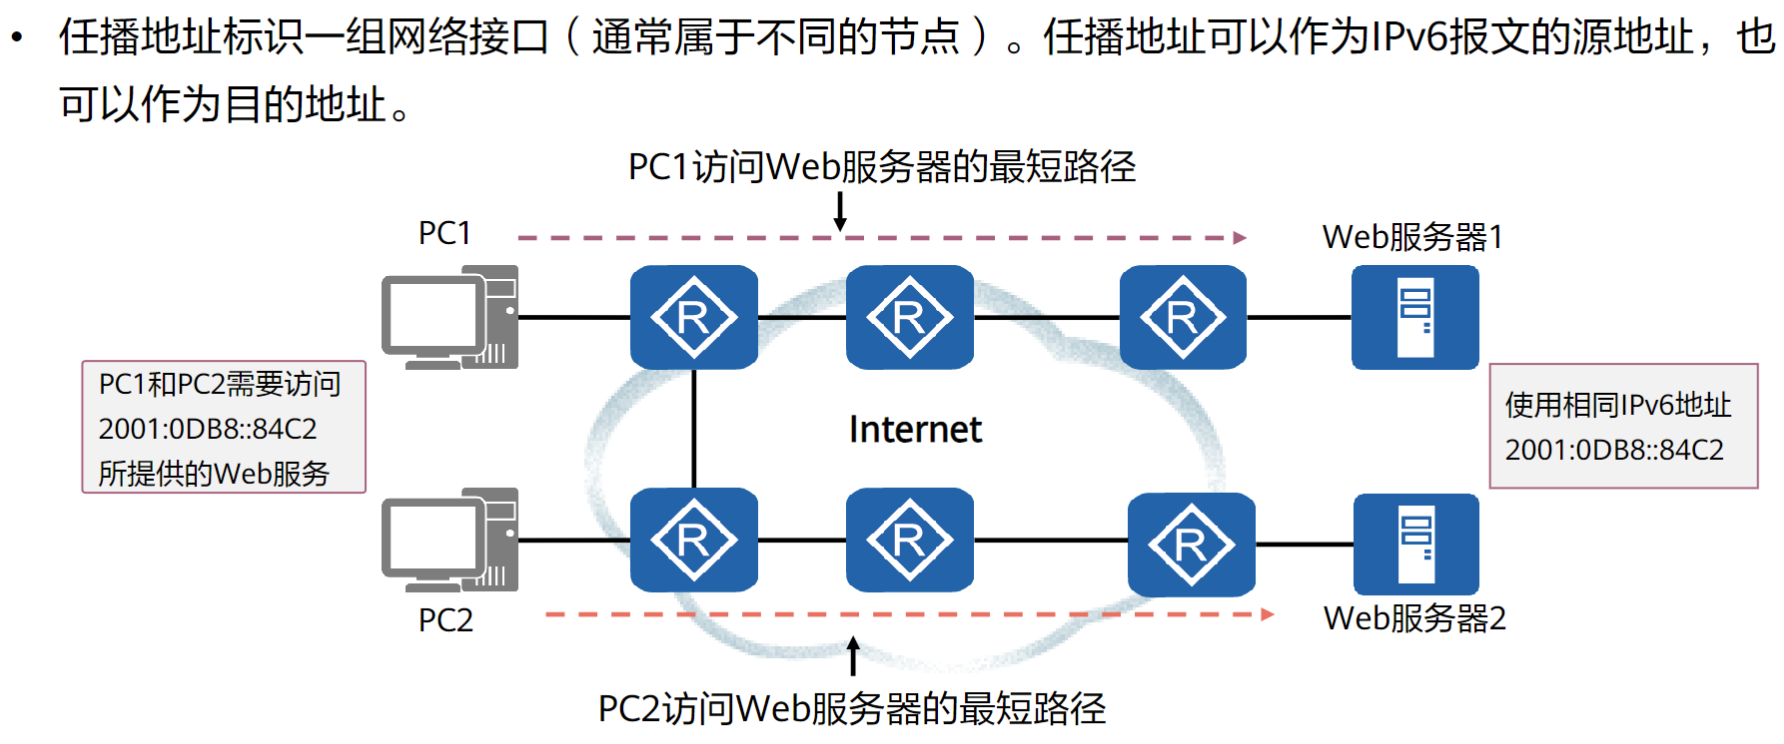 • 任播地址标识一组网络接口（通常属于不同的节点）。任播地址可以作为IPv6报文的源地址，也
可以作为目的地址。
PC1访问Web服务器的最短路径
PC1
Web服务器1
R
R
R
PC1和PC2需要访问
2001:0DB8::84C2
所提供的Web服务
Internet
使用相同IPv6地址
2001:0DB8::84C2
R
R
R
PC2
Web服务器2
PC2访问Web服务器的最短路径